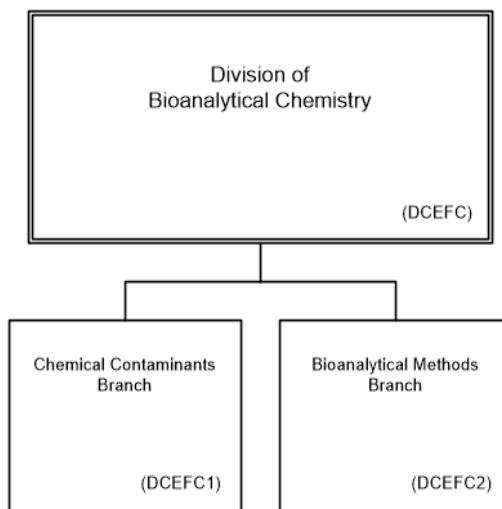 Division of
Bioanalytical Chemistry
(DCEFC)
Chemical Contaminants
Branch
(DCEFC1)
Bioanalytical Methods
Branch
(DCEFC2)